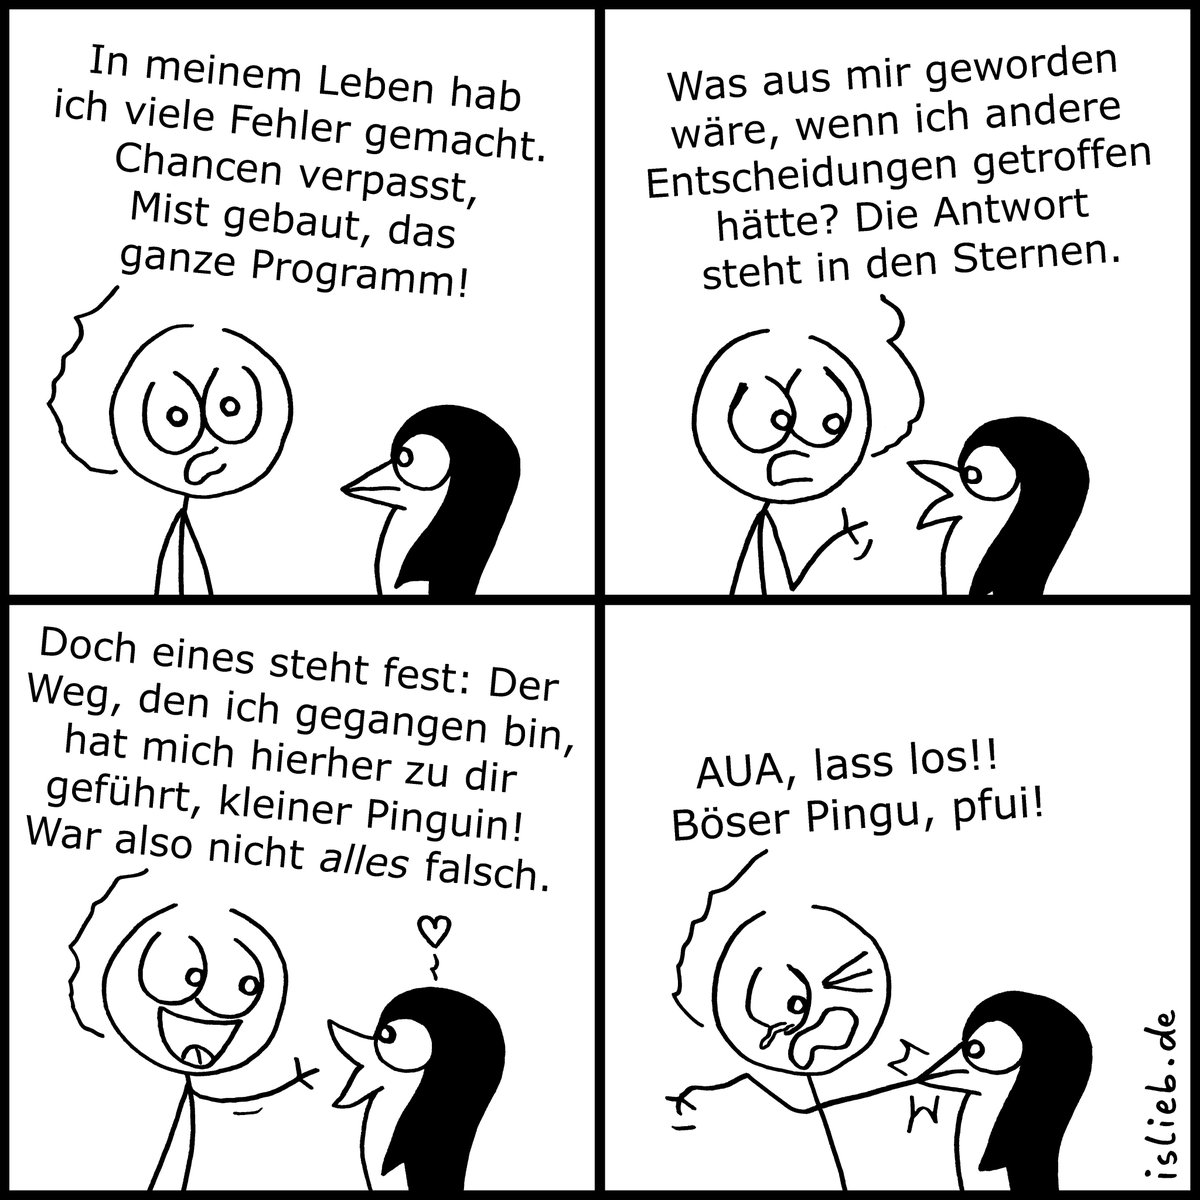 In meinem Leben hab
ich viele Fehler gemacht.
Chancen verpasst,
Mist gebaut, das
ganze Programm!
Was aus mir geworden
wäre, wenn ich andere
Entscheidungen getroffen
hätte? Die Antwort
steht in den Sternen.
Doch eines steht fest: Der
Weg, den ich gegangen bin,
hat mich hierher zu dir
geführt, kleiner Pinguin!
War also nicht alles falsch.
AUA, lass los!!
Böser Pingu, pfui!
islieb.de